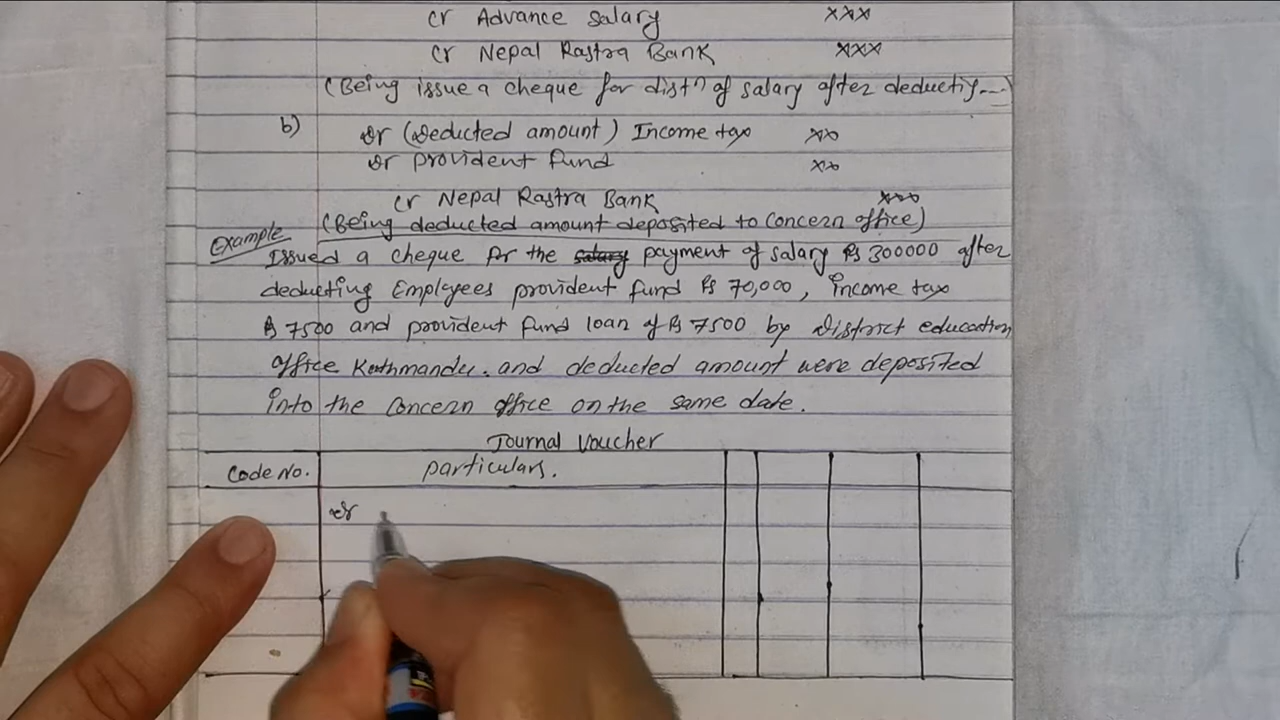 cr Advance salary xxx
cr Nepal Rastra Bank xxx
(Being issue a cheque for distn of salary after deductiy...)
b) Dr (Deducted amount) Income tax xx
Dr provident fund xx
cr Nepal Rastra Bank xxx
(Being deducted amount deposited to concern office)
Example
Issued a cheque for the salary payment of salary Rs 300000 after
deducting Employees provident fund Rs 70,000, income tax
Rs 7500 and provident fund loan of Rs 7500 by District education
office Kathmandu. and deducted amount were deposited
into the concern office on the same date.
Journal Voucher
Code No. particulars.
Dr